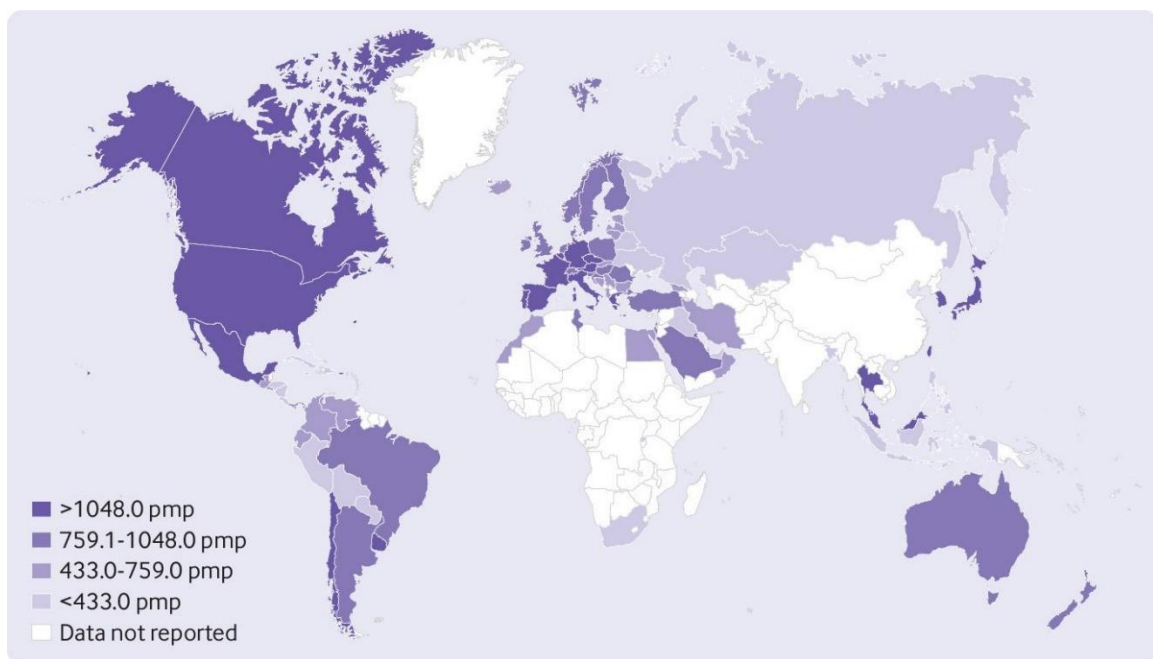 >1048.0 pmp
759.1-1048.0 pmp
433.0-759.0 pmp
<433.0 pmp
Data not reported